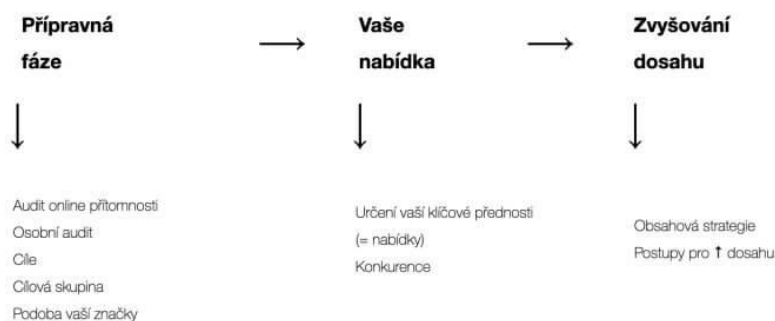 Přípravná
fáze
→
Vaše
nabídka
→
Zvyšování
dosahu
↓
↓
↓
Audit online přítomnosti
Osobní audit
Cíle
Cílová skupina
Podoba vaší značky
Určení vaší klíčové přednosti
(= nabídky)
Konkurence
Obsahová strategie
Postupy pro ↑ dosahu